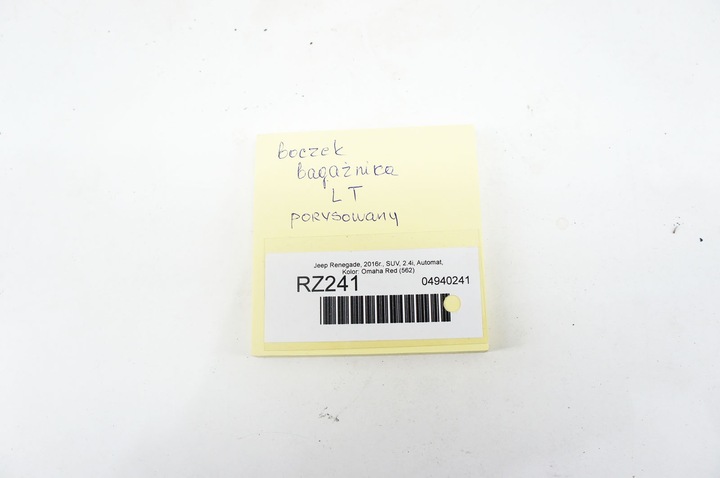 boczek
bagażnika
LT
porysowany
Jeep Renegade, 2016r., SUV, 2.4i, Automat,
Kolor: Omaha Red (562)
RZ241 04940241